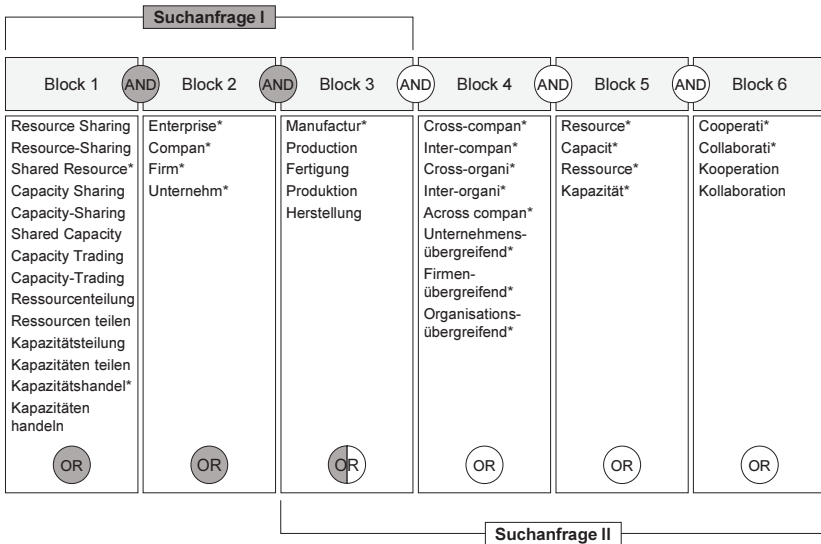 Suchanfrage I
Block 1
AND
Block 2
AND
Block 3
AND
Block 4
AND
Block 5
AND
Block 6
Resource Sharing
Resource-Sharing
Shared Resource*
Capacity Sharing
Capacity-Sharing
Shared Capacity
Capacity Trading
Capacity-Trading
Ressourcenteilung
Ressourcen teilen
Kapazitätsteilung
Kapazitäten teilen
Kapazitätshandel*
Kapazitäten
handeln
OR
Enterprise*
Compan*
Firm*
Unternehm*
OR
Manufactur*
Production
Fertigung
Produktion
Herstellung
OR
Cross-compan*
Inter-compan*
Cross-organi*
Inter-organi*
Across compan*
Unternehmens-
übergreifend*
Firmen-
übergreifend*
Organisations-
übergreifend*
OR
Resource*
Capacit*
Ressource*
Kapazität*
OR
Cooperati*
Collaborati*
Kooperation
Kollaboration
OR
Suchanfrage II